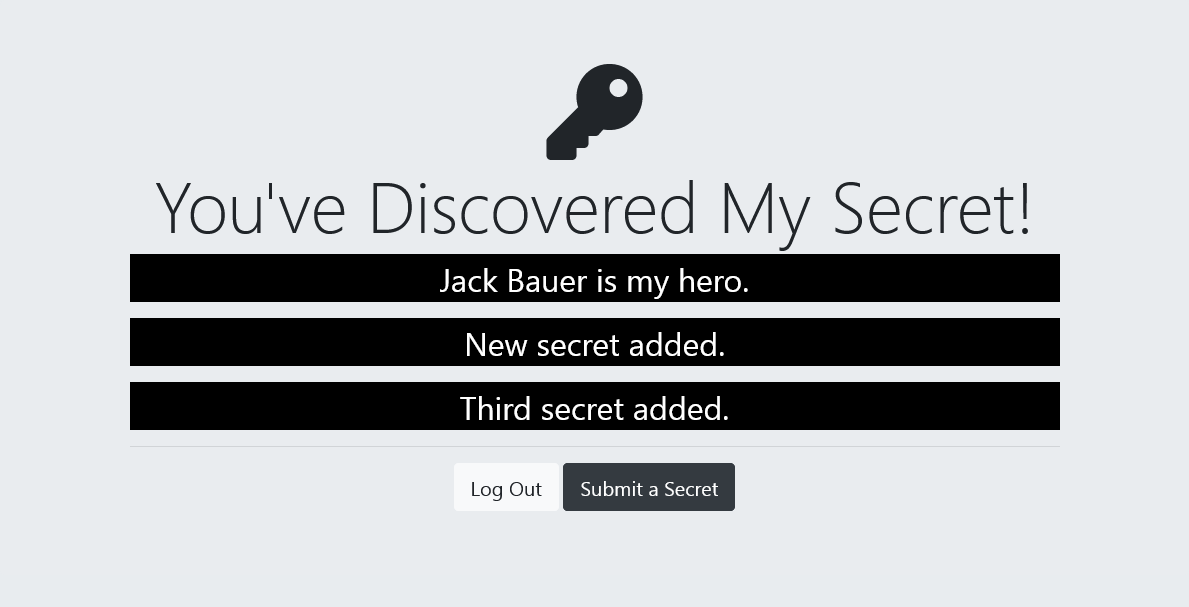 You've Discovered My Secret!
Jack Bauer is my hero.
New secret added.
Third secret added.
Log Out
Submit a Secret